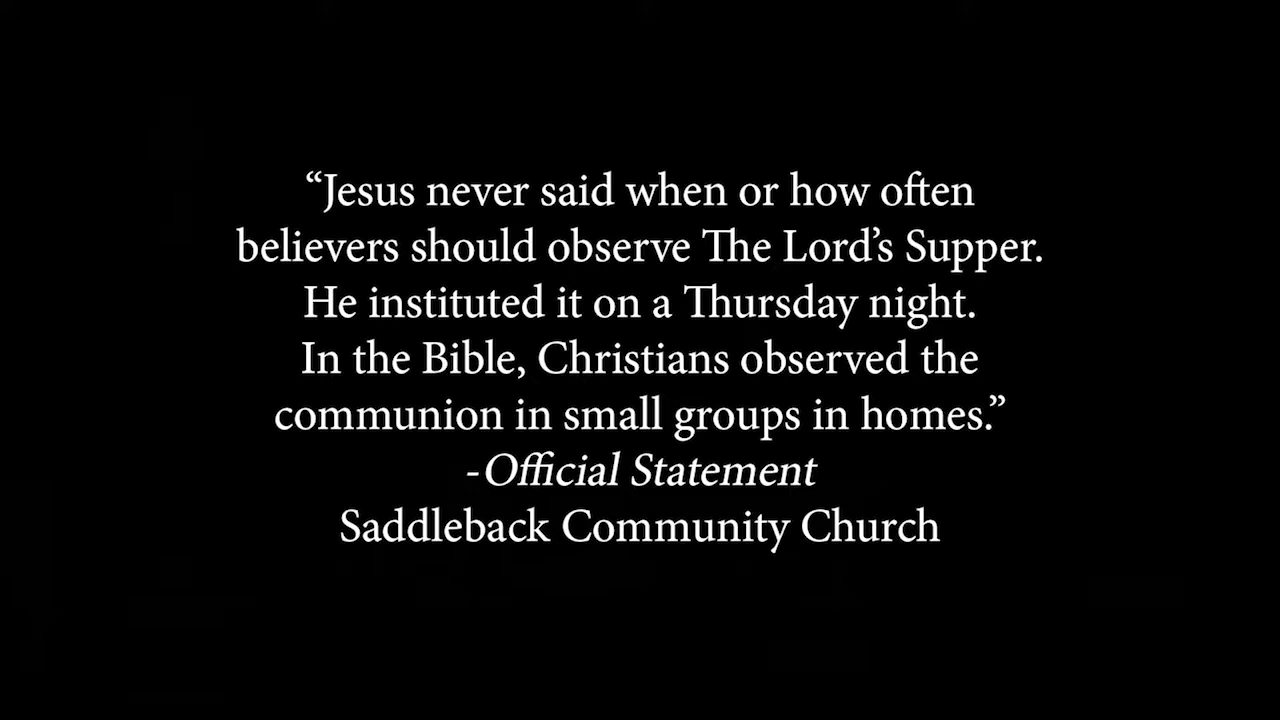 “Jesus never said when or how often
believers should observe The Lord’s Supper.
He instituted it on a Thursday night.
In the Bible, Christians observed the
communion in small groups in homes.”
-Official Statement
Saddleback Community Church